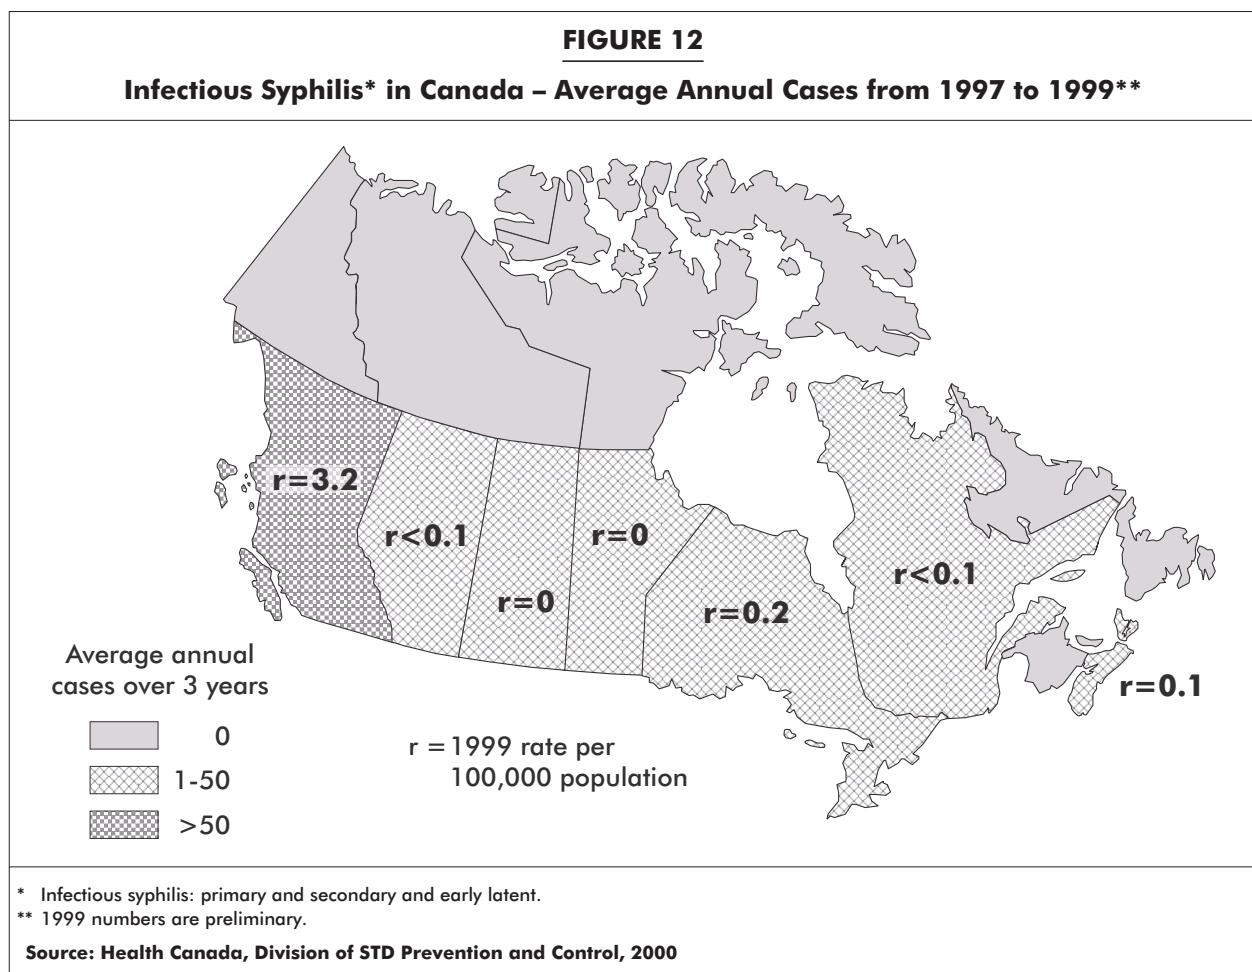 FIGURE 12
Infectious Syphilis* in Canada – Average Annual Cases from 1997 to 1999**
r=3.2
r<0.1
r=0
r=0
r=0.2
r<0.1
r=0.1
Average annual
cases over 3 years
0
1-50
>50
r = 1999 rate per
100,000 population
* Infectious syphilis: primary and secondary and early latent.
** 1999 numbers are preliminary.
Source: Health Canada, Division of STD Prevention and Control, 2000